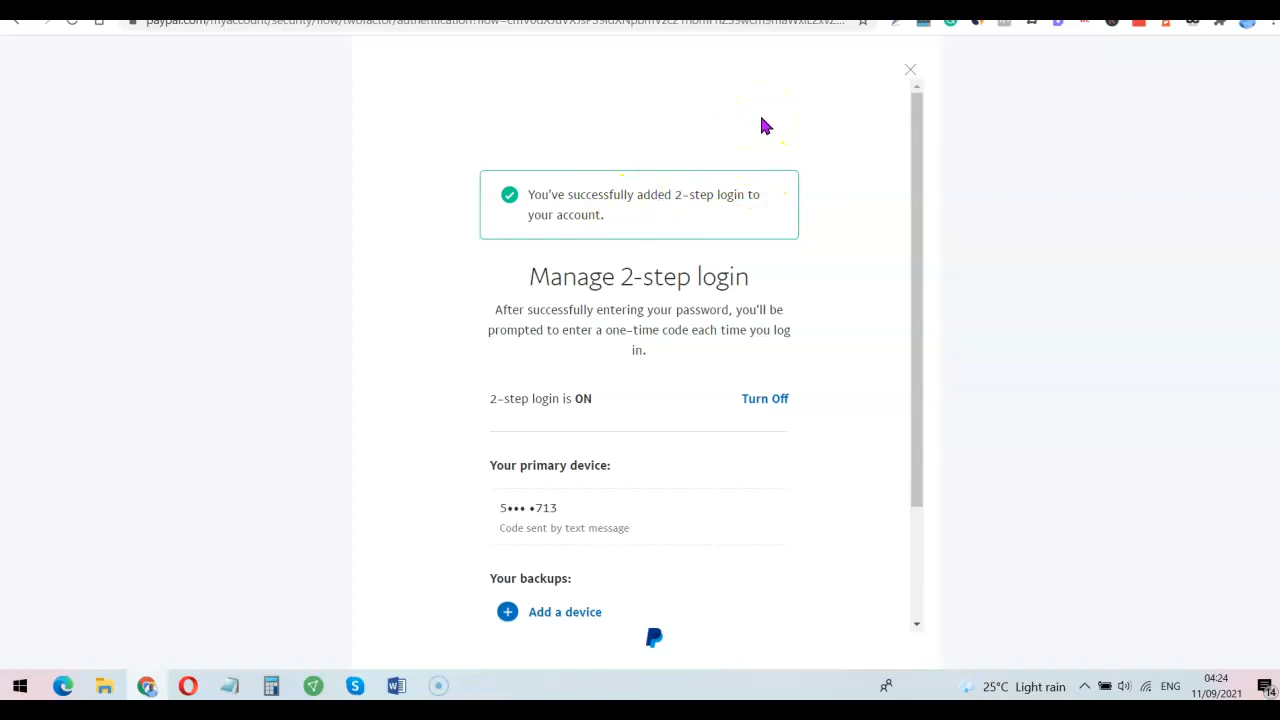 You've successfully added 2-step login to
your account.
Manage 2-step login
After successfully entering your password, you'll be
prompted to enter a one-time code each time you log
in.
2-step login is ON
Turn Off
Your primary device:
5••• •713
Code sent by text message
Your backups:
Add a device
25°C Light rain
ENG
04:24
11/09/2021
14